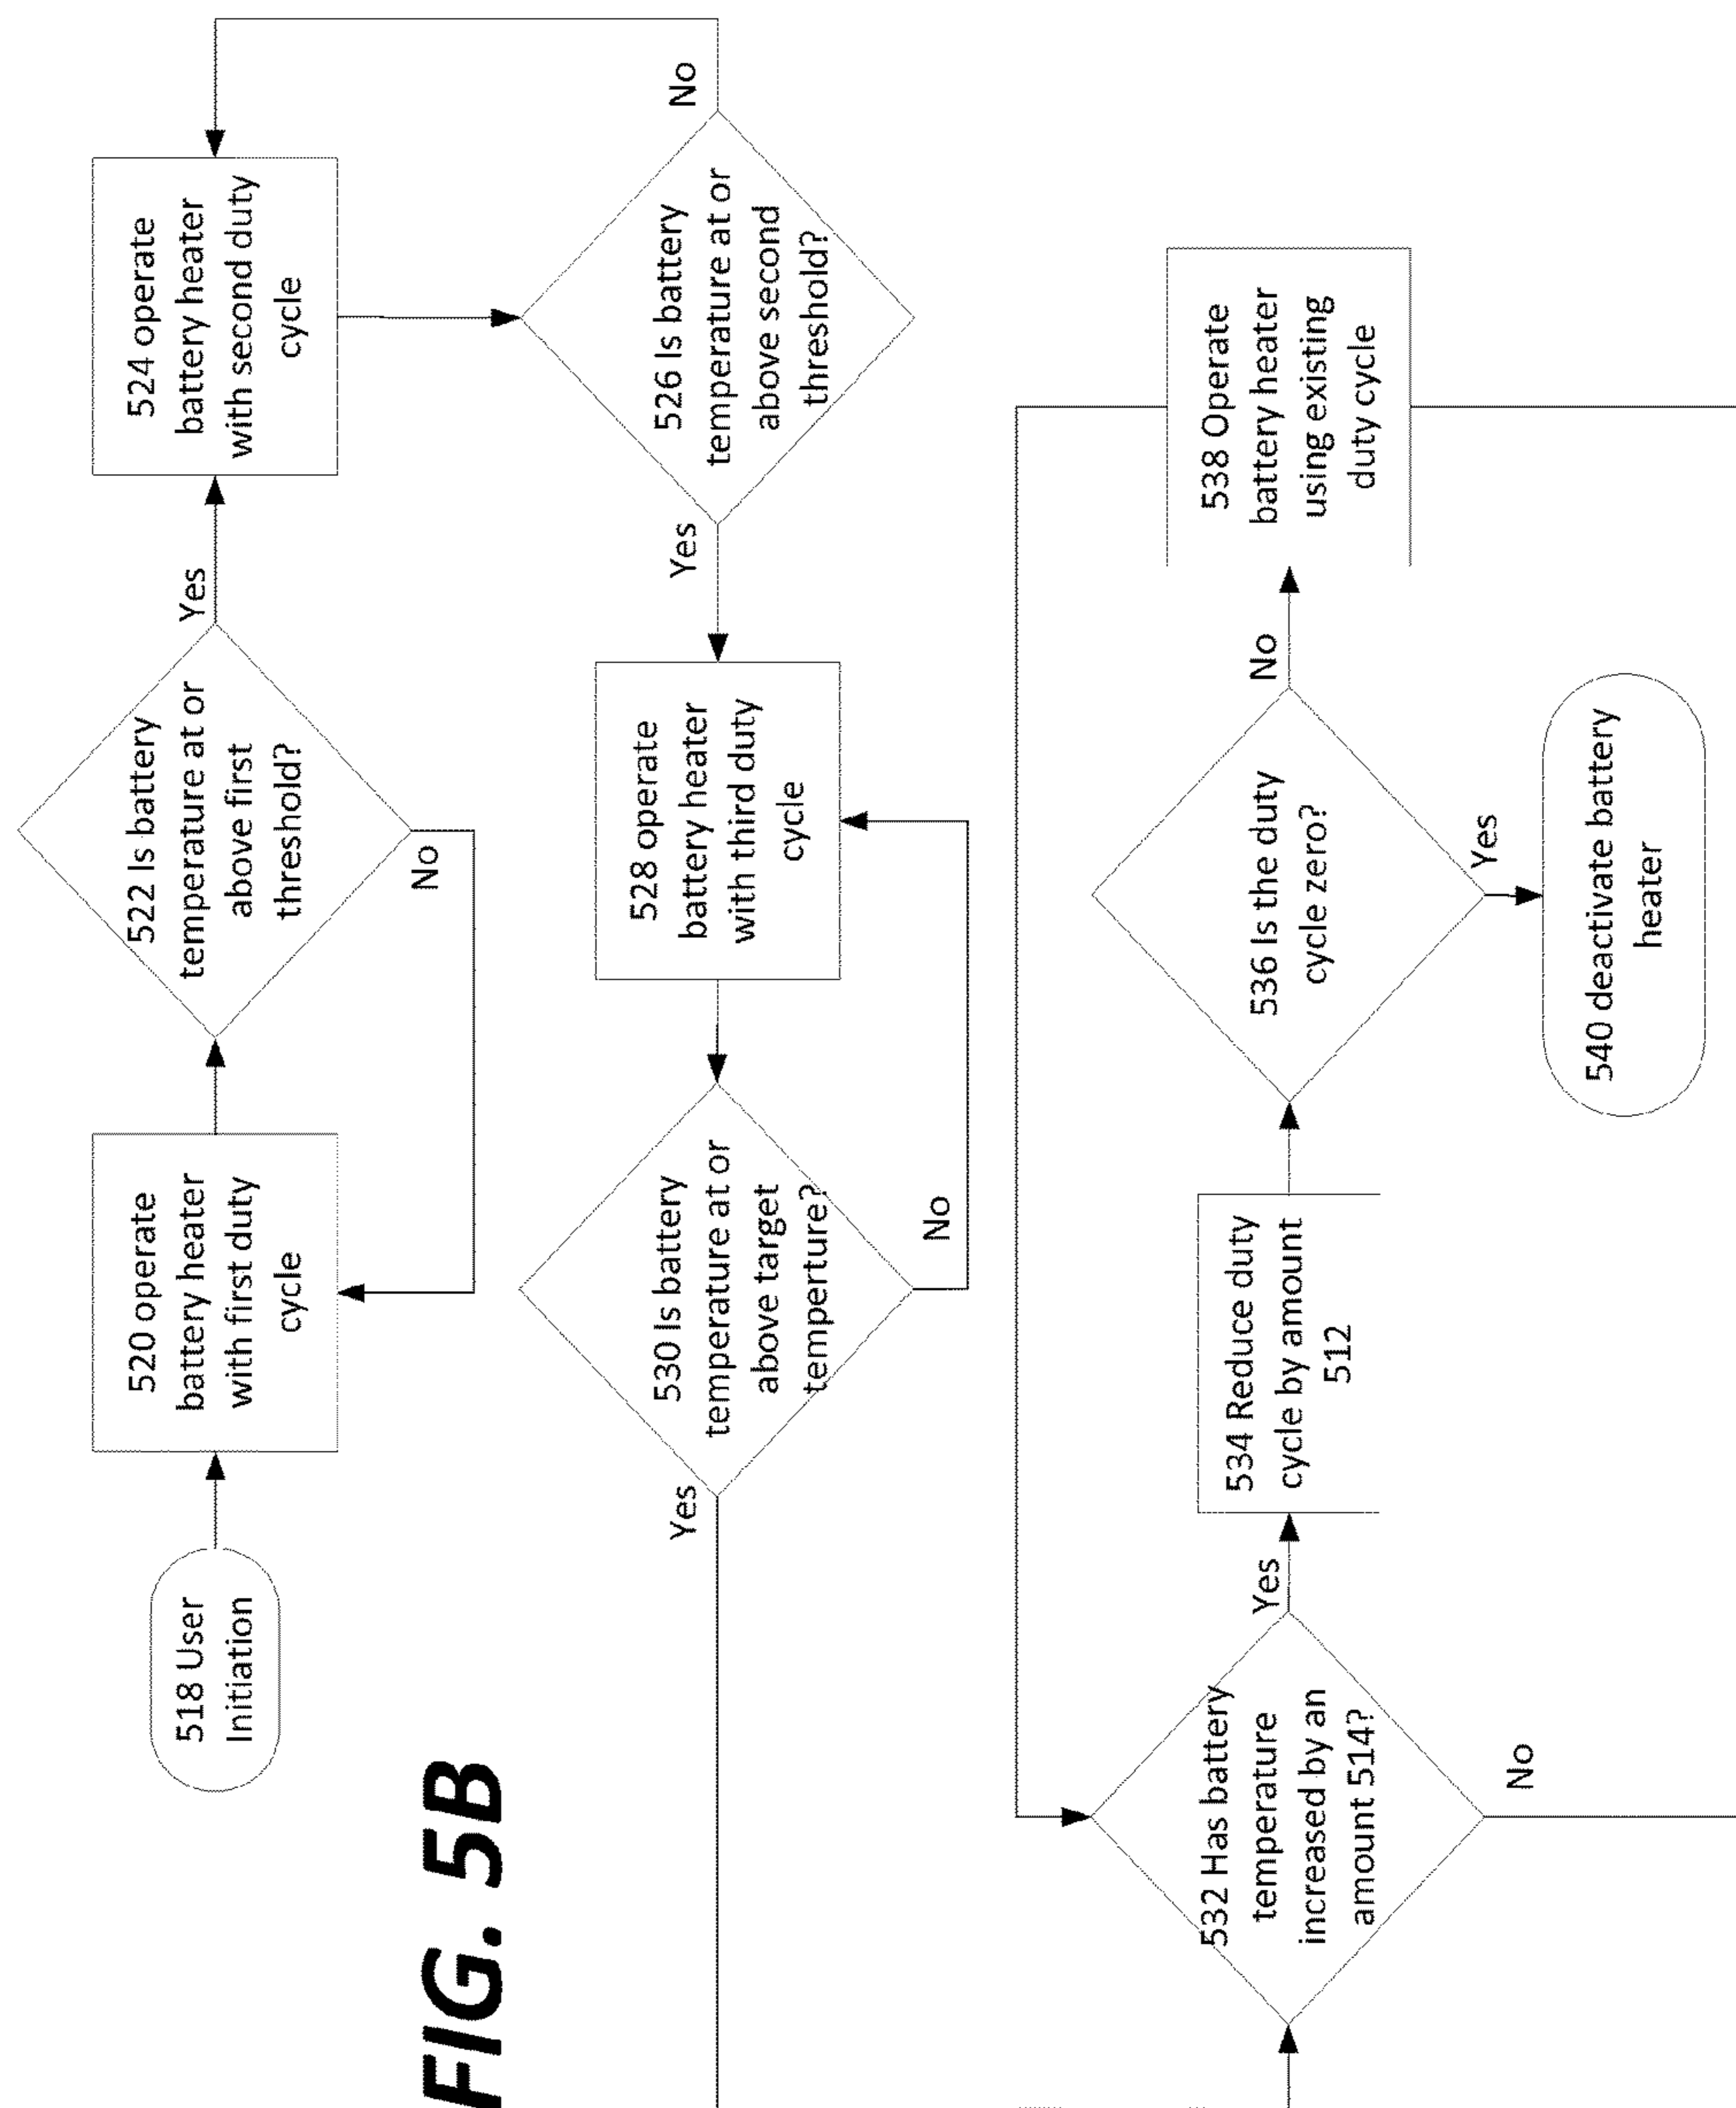 518 User
Initiation
520 operate
battery heater
with first duty
cycle
522 Is battery
temperature at or
above first
threshold?
Yes
No
524 operate
battery heater
with second duty
cycle
526 Is battery
temperature at or
above second
threshold?
No
Yes
528 operate
battery heater
with third duty
cycle
530 Is battery
temperature at or
above target
temperture?
No
Yes
532 Has battery
temperature
increased by an
amount 514?
Yes
No
534 Reduce duty
cycle by amount
512
536 Is the duty
cycle zero?
No
Yes
538 Operate
battery heater
using existing
duty cycle
540 deactivate battery
heater
FIG. 5B